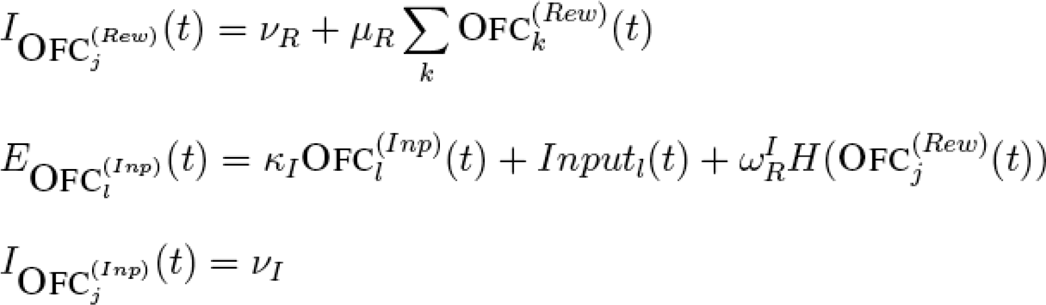 I_{OFC_j^{(Rew)}}(t) = ν_R + μ_R ∑_k OFC_k^{(Rew)}(t)
E_{OFC_l^{(Inp)}}(t) = κ_I OFC_l^{(Inp)}(t) + Input_l(t) + ω_R^I H(OFC_j^{(Rew)}(t))
I_{OFC_j^{(Inp)}}(t) = ν_I